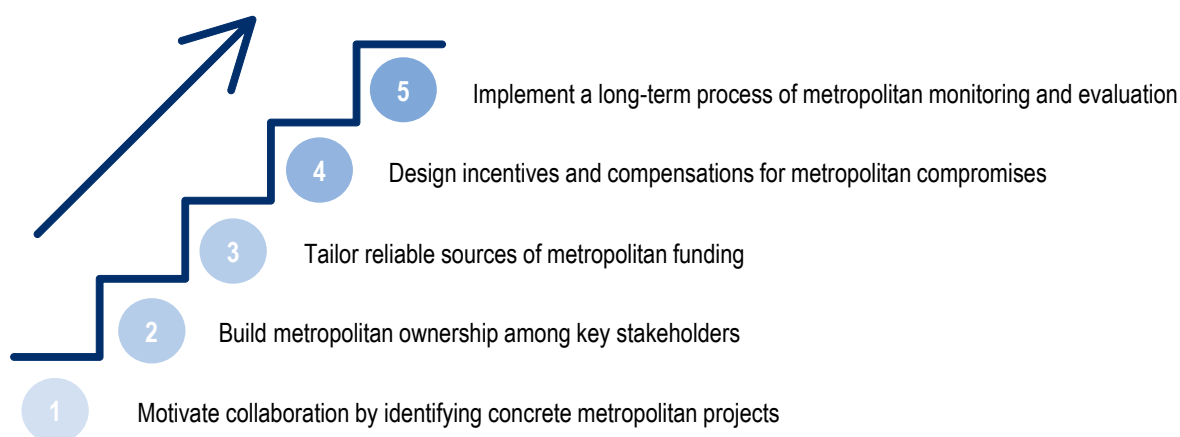 5 Implement a long-term process of metropolitan monitoring and evaluation
4 Design incentives and compensations for metropolitan compromises
3 Tailor reliable sources of metropolitan funding
2 Build metropolitan ownership among key stakeholders
1 Motivate collaboration by identifying concrete metropolitan projects